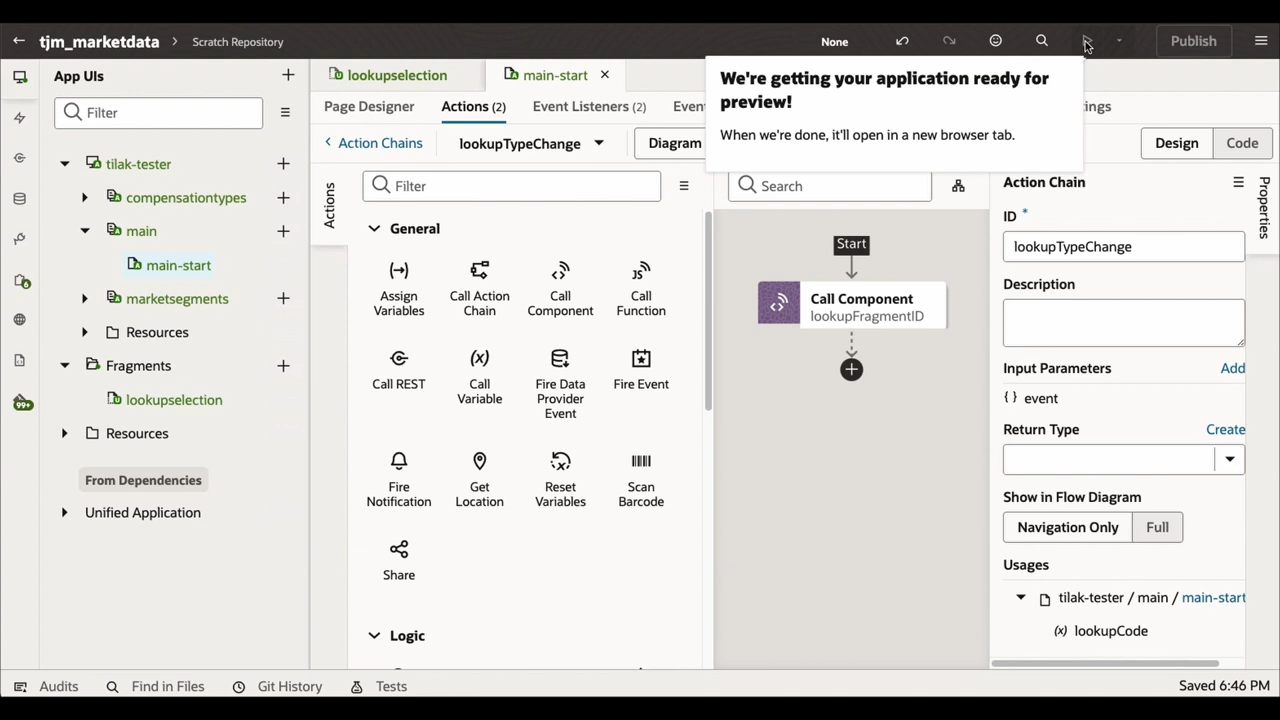 tjm_marketdata
Scratch Repository
None
Publish
App UIs
Filter
tilak-tester
compensationtypes
main
main-start
marketsegments
Resources
Fragments
lookupselection
Resources
From Dependencies
Unified Application
99+
lookupselection
main-start
Page Designer
Actions (2)
Event Listeners (2)
Event
ngs
We're getting your application ready for
preview!
When we're done, it'll open in a new browser tab.
Action Chains
lookupTypeChange
Diagram
Design
Code
Actions
Filter
General
Assign
Variables
Call Action
Chain
Call
Component
JS
Call
Function
Call REST
(x)
Call
Variable
Fire Data
Provider
Event
Fire Event
Fire
Notification
Get
Location
Reset
Variables
Scan
Barcode
Share
Logic
Search
Start
Call Component
lookupFragmentID
Properties
Action Chain
ID *
lookupTypeChange
Description
Input Parameters
Add
{ } event
Return Type
Create
Show in Flow Diagram
Navigation Only
Full
Usages
tilak-tester / main / main-start
(x) lookupCode
Audits
Find in Files
Git History
Tests
Saved 6:46 PM